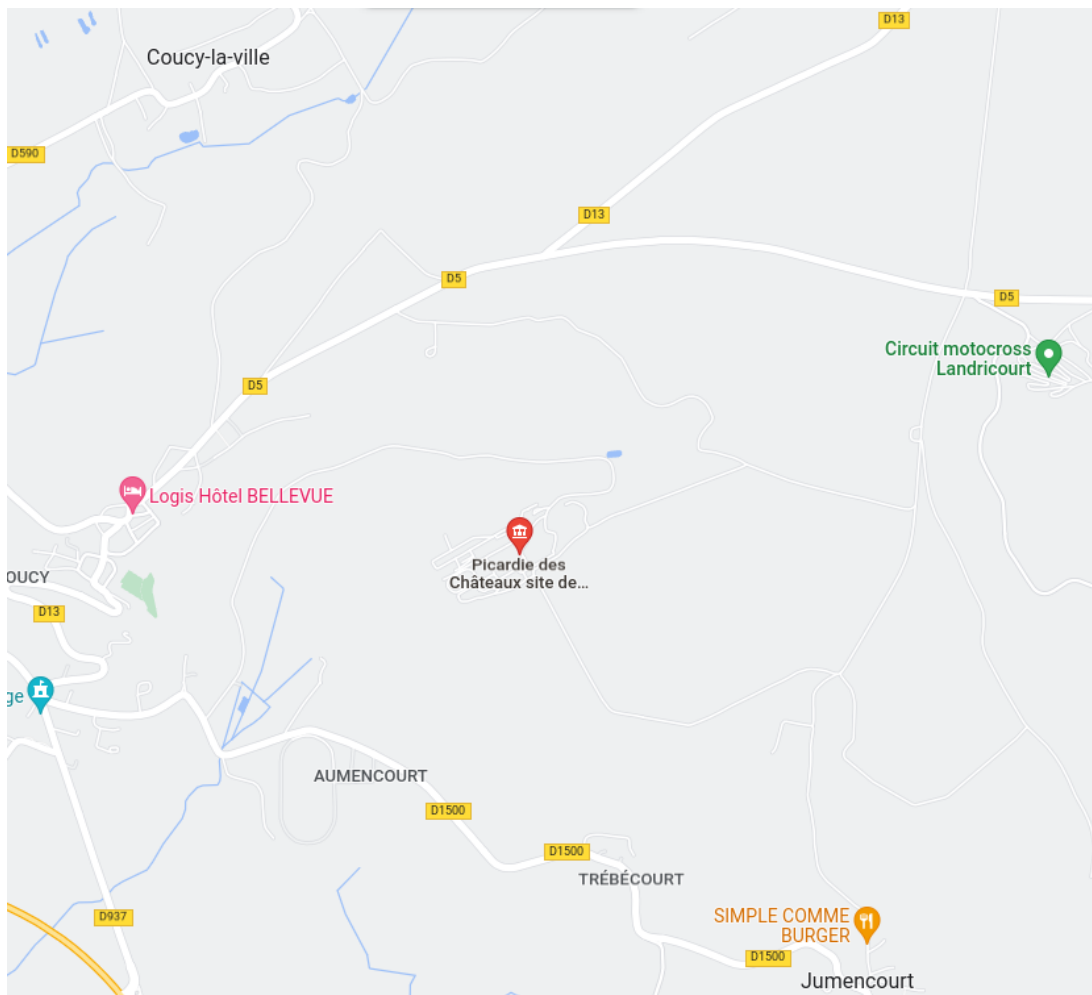 D13
Coucy-la-ville
D590
D13
D5
D5
Circuit motocross
Landricourt
D5
Logis Hôtel BELLEVUE
Picardie des
Châteaux site de...
OUCY
D13
ge
AUMENCOURT
D1500
D1500
TRÉBÉCOURT
D937
SIMPLE COMME
BURGER
D1500
Jumencourt